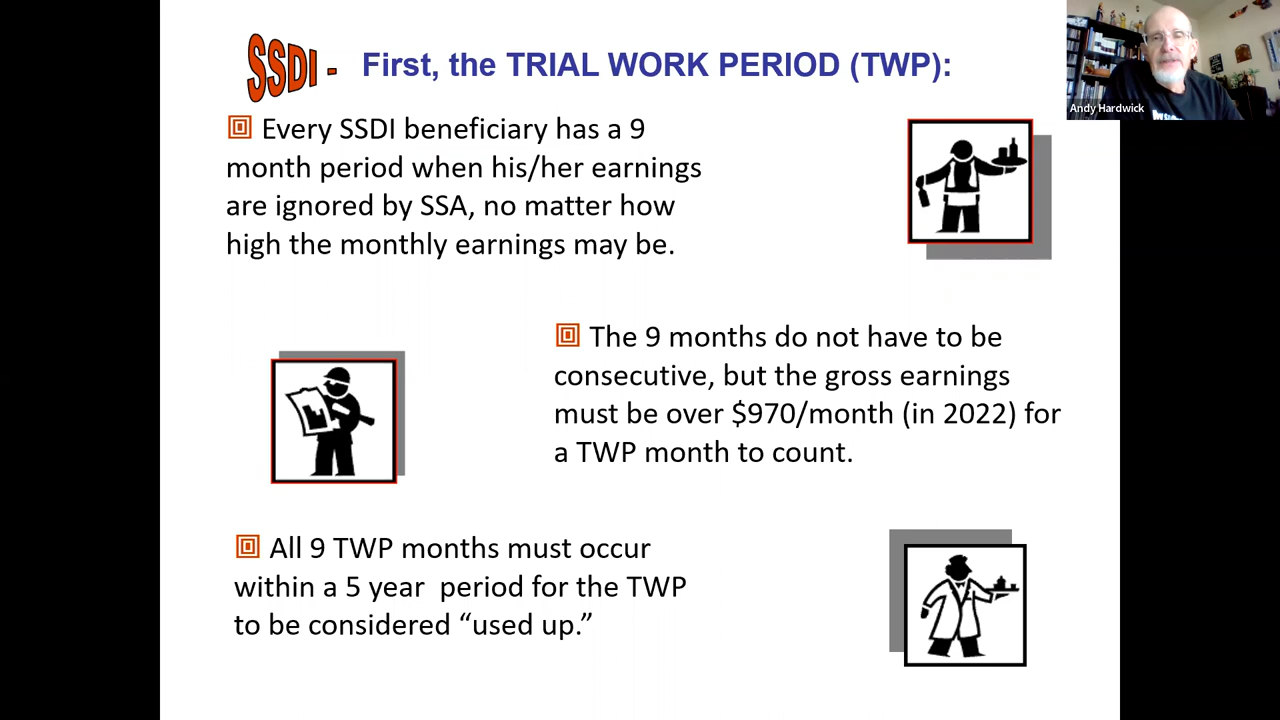 SSDI - First, the TRIAL WORK PERIOD (TWP):
Andy Hardwick
Every SSDI beneficiary has a 9
month period when his/her earnings
are ignored by SSA, no matter how
high the monthly earnings may be.
The 9 months do not have to be
consecutive, but the gross earnings
must be over $970/month (in 2022) for
a TWP month to count.
All 9 TWP months must occur
within a 5 year period for the TWP
to be considered “used up.”